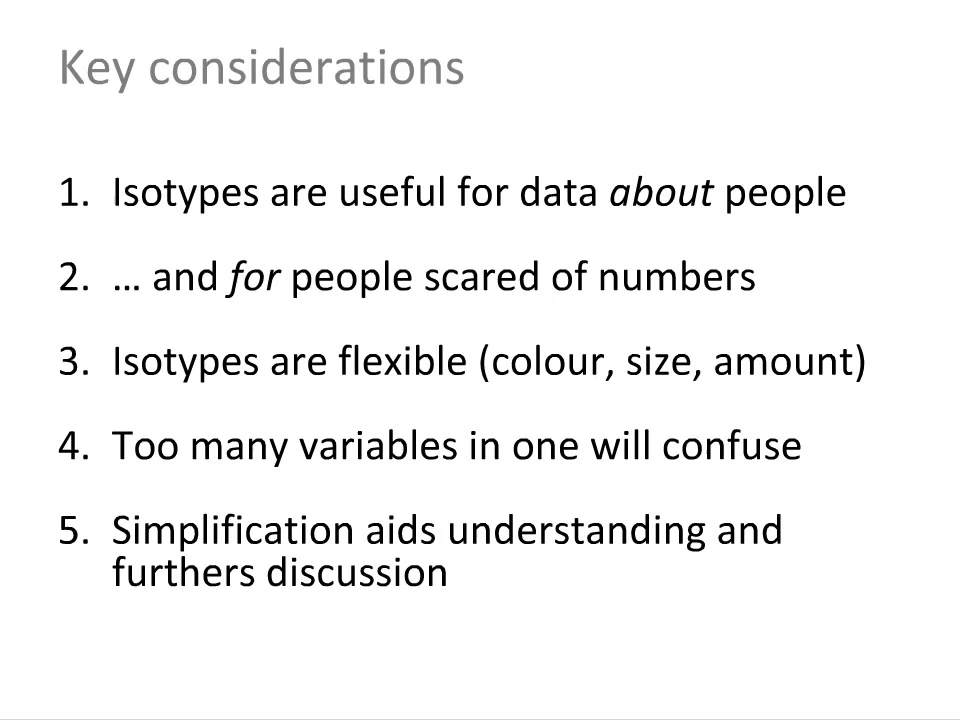 Key considerations
1. Isotypes are useful for data about people
2. … and for people scared of numbers
3. Isotypes are flexible (colour, size, amount)
4. Too many variables in one will confuse
5. Simplification aids understanding and
furthers discussion